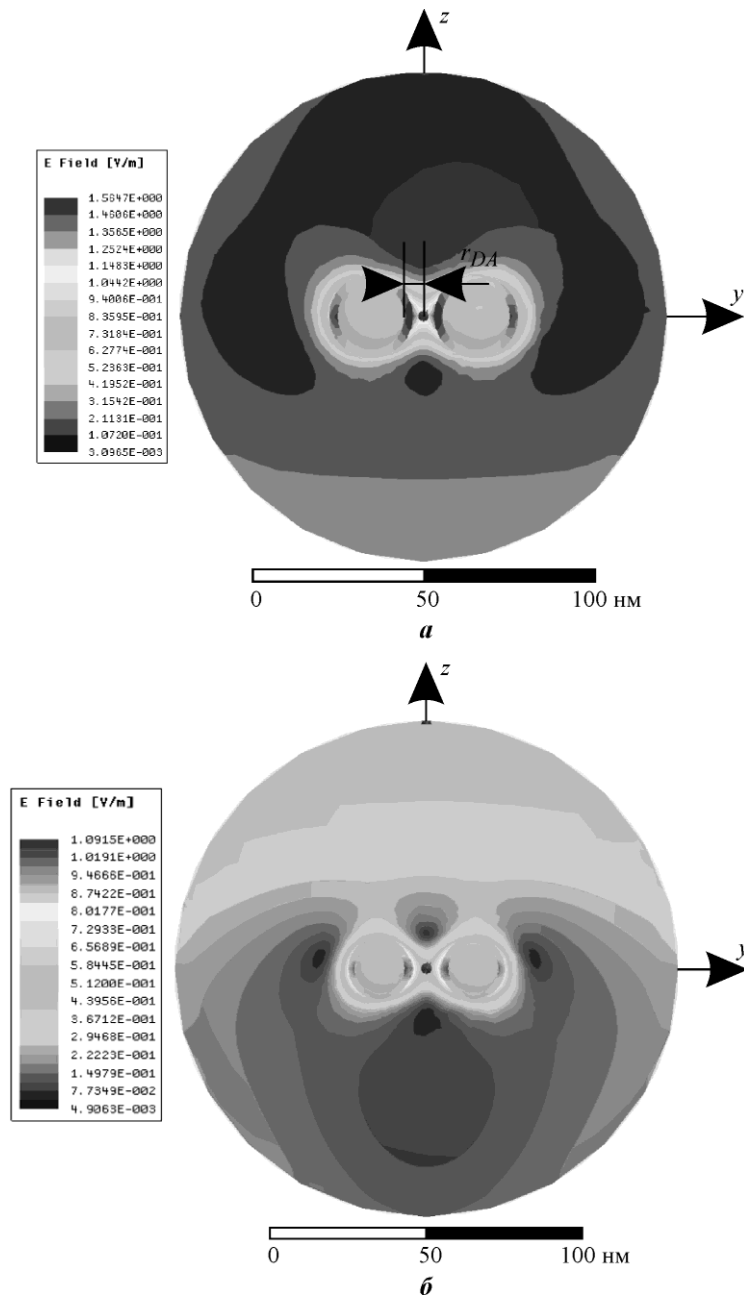 z
E Field [V/m]
1.5647E+000
1.4606E+000
1.3565E+000
1.2524E+000
1.1483E+000
1.0442E+000
9.4006E-001
8.3595E-001
7.3184E-001
6.2774E-001
5.2363E-001
4.1952E-001
3.1542E-001
2.1131E-001
1.0720E-001
3.0965E-003
r DA
y
0 50 100 нм
а
z
E Field [V/m]
1.0915E+000
1.0191E+000
9.4666E-001
8.7422E-001
8.0177E-001
7.2933E-001
6.5689E-001
5.8445E-001
5.1200E-001
4.3956E-001
3.6712E-001
2.9468E-001
2.2223E-001
1.4979E-001
7.7349E-002
4.9063E-003
y
0 50 100 нм
б